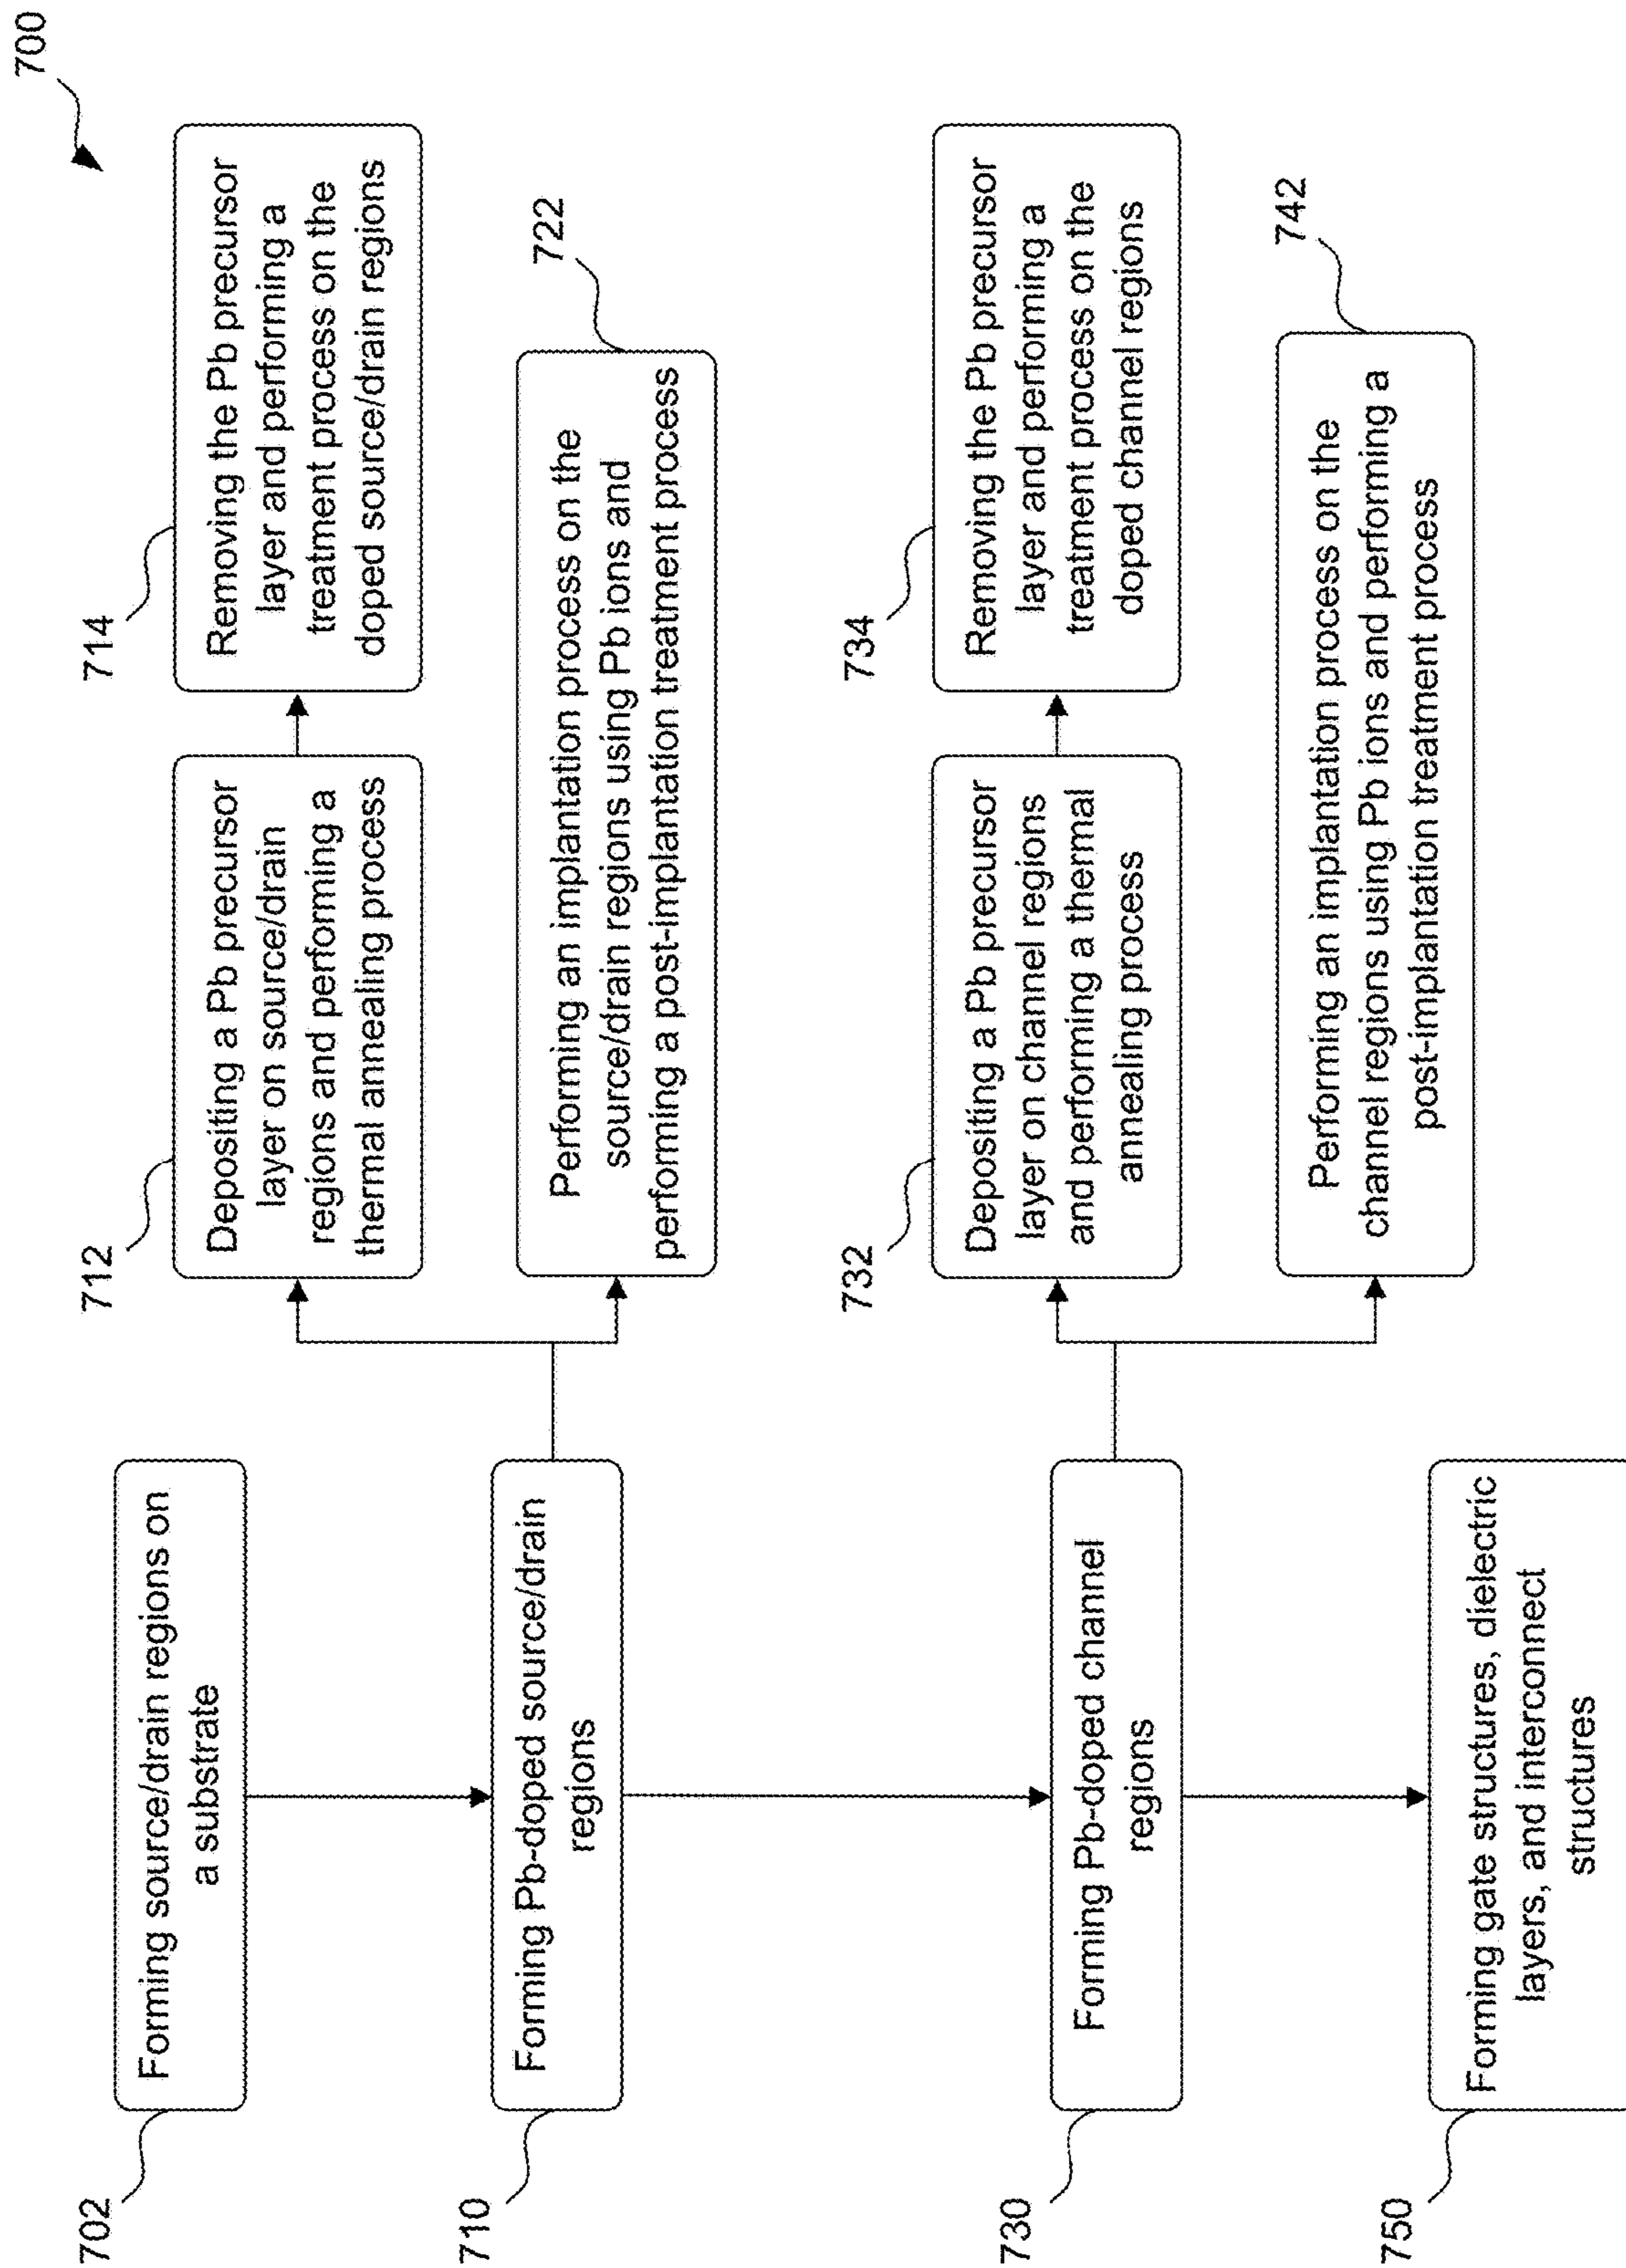 700
702
Forming source/drain regions on
a substrate
710
Forming Pb-doped source/drain
regions
712
Depositing a Pb precursor
layer on source/drain
regions and performing a
thermal annealing process
714
Removing the Pb precursor
layer and performing a
treatment process on the
doped source/drain regions
722
Performing an implantation process on the
source/drain regions using Pb ions and
performing a post-implantation treatment process
730
Forming Pb-doped channel
regions
732
Depositing a Pb precursor
layer on channel regions
and performing a thermal
annealing process
734
Removing the Pb precursor
layer and performing a
treatment process on the
doped channel regions
742
Performing an implantation process on the
channel regions using Pb ions and performing a
post-implantation treatment process
750
Forming gate structures, dielectric
layers, and interconnect
structures